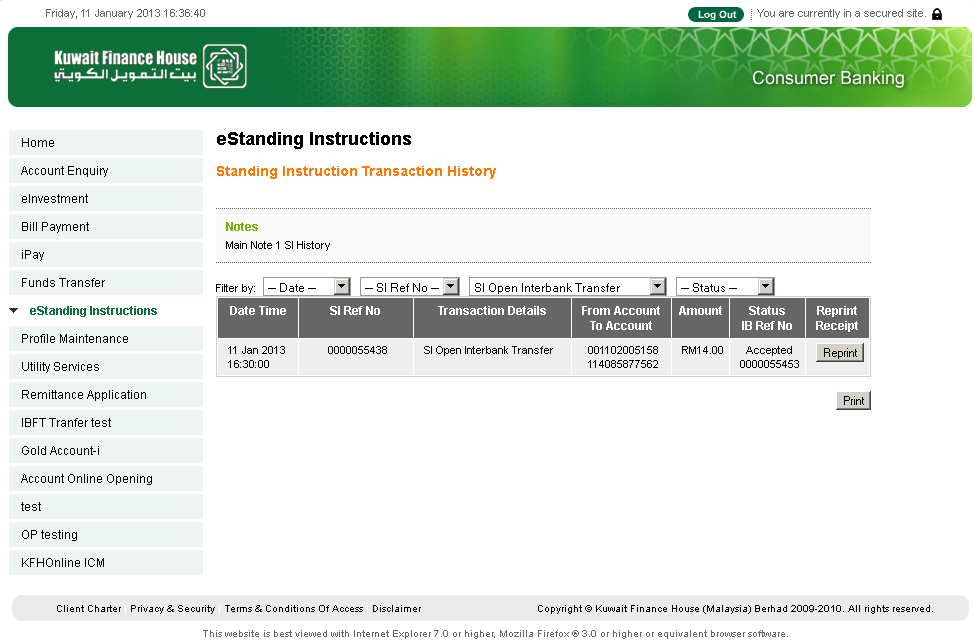 Friday, 11 January 2013 16:36:40
Log Out
You are currently in a secured site.
Kuwait Finance House
بيت التمويل الكويتي
Consumer Banking
Home
Account Enquiry
eInvestment
Bill Payment
iPay
Funds Transfer
eStanding Instructions
Profile Maintenance
Utility Services
Remittance Application
IBFT Tranfer test
Gold Account-i
Account Online Opening
test
OP testing
KFHOnline ICM
eStanding Instructions
Standing Instruction Transaction History
Notes
Main Note 1 SI History
Filter by: -- Date -- -- SI Ref No -- SI Open Interbank Transfer -- Status --
Date Time SI Ref No Transaction Details From Account Amount Status Reprint
To Account IB Ref No Receipt
11 Jan 2013 0000055438 SI Open Interbank Transfer 001102005158 RM14.00 Accepted Reprint
16:30:00 114085877562 0000055453
Print
Client Charter Privacy & Security Terms & Conditions Of Access Disclaimer Copyright © Kuwait Finance House (Malaysia) Berhad 2009-2010. All rights reserved.
This website is best viewed with Internet Explorer 7.0 or higher, Mozilla Firefox ® 3.0 or higher or equivalent browser software.